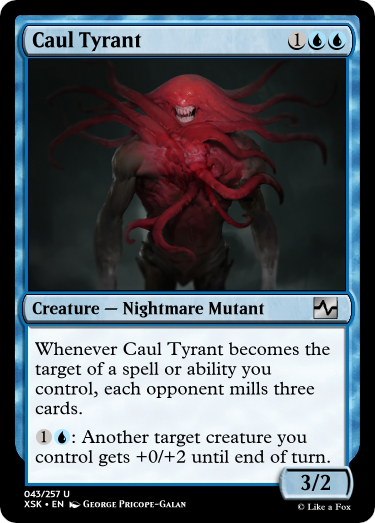 Caul Tyrant 1
Creature — Nightmare Mutant
Whenever Caul Tyrant becomes the
target of a spell or ability you
control, each opponent mills three
cards.
1 : Another target creature you
control gets +0/+2 until end of turn.
3/2
043/257 U
XSK • EN George Pricope-Galan
© Like a Fox